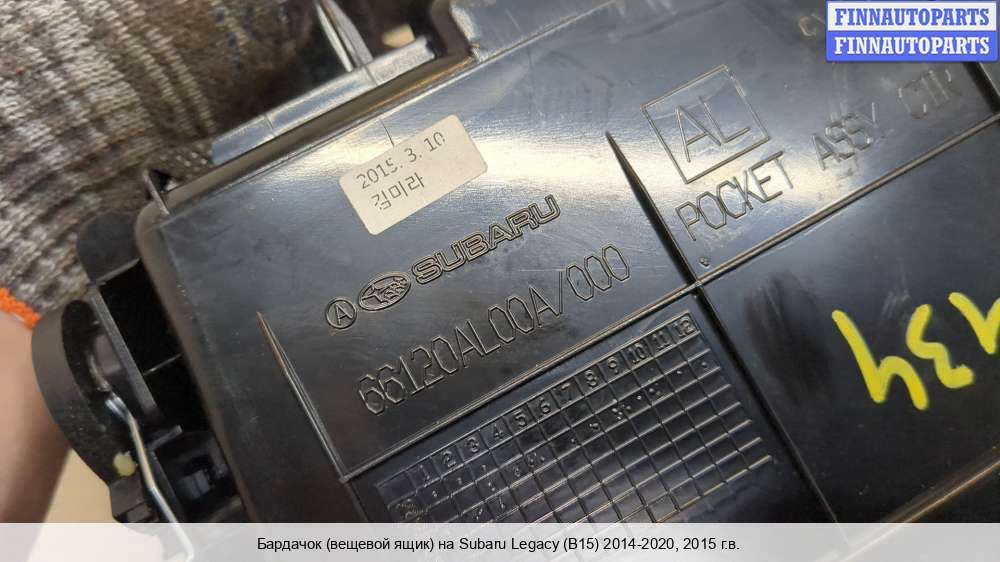 FINNAUTOPARTS
FINNAUTOPARTS
2015. 3. 10
김미라
AL
POCKET ASSY
A SUBARU
66120AL00A/000
1 2 3 4 5 6 7 8 9 10 11 12
434
Бардачок (вещевой ящик) на Subaru Legacy (B15) 2014-2020, 2015 г.в.